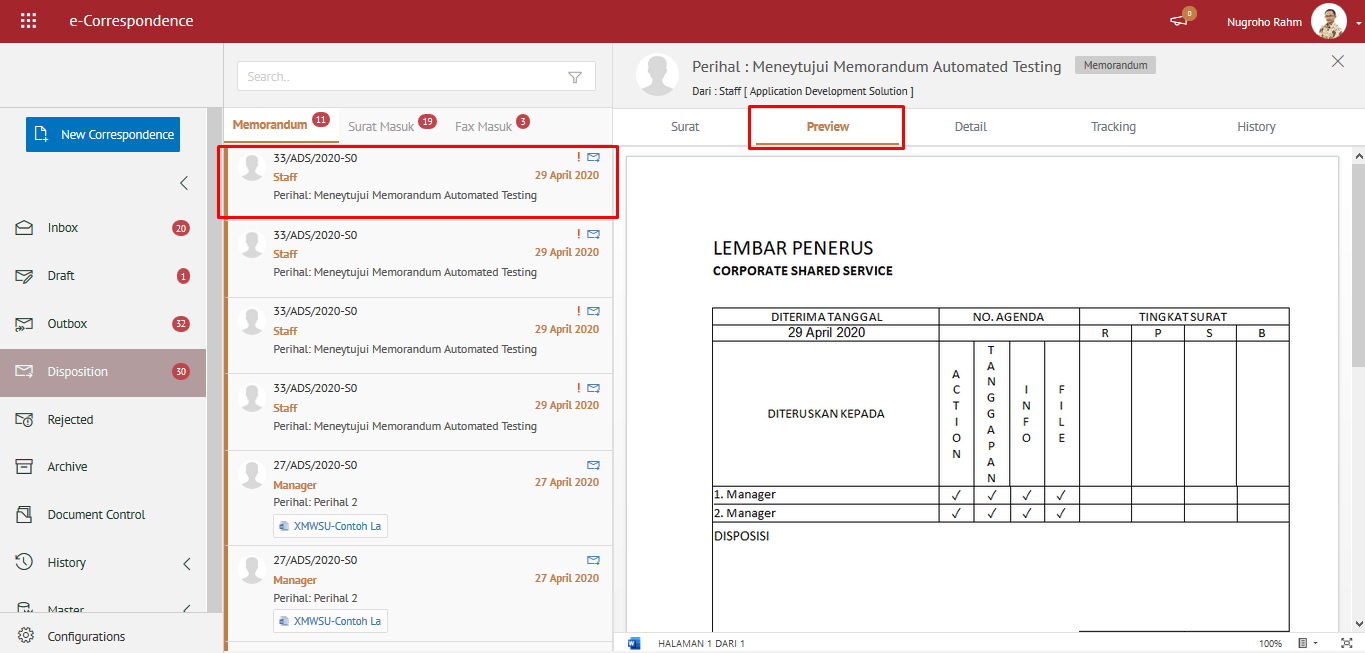 e-Correspondence
0
Nugroho Rahm
Search..
Perihal : Meneytujui Memorandum Automated Testing
Memorandum
Dari : Staff [ Application Development Solution ]
New Correspondence
Inbox 20
Draft 1
Outbox 32
Disposition 30
Rejected
Archive
Document Control
History
Master
Configurations
Memorandum 11
Surat Masuk 19
Fax Masuk 3
33/ADS/2020-S0 !
Staff 29 April 2020
Perihal: Meneytujui Memorandum Automated Testing
33/ADS/2020-S0 !
Staff 29 April 2020
Perihal: Meneytujui Memorandum Automated Testing
33/ADS/2020-S0 !
Staff 29 April 2020
Perihal: Meneytujui Memorandum Automated Testing
33/ADS/2020-S0 !
Staff 29 April 2020
Perihal: Meneytujui Memorandum Automated Testing
27/ADS/2020-S0
Manager 27 April 2020
Perihal: Perihal 2
XMWSU-Contoh La
27/ADS/2020-S0
Manager 27 April 2020
Perihal: Perihal 2
XMWSU-Contoh La
Surat Preview Detail Tracking History
LEMBAR PENERUS
CORPORATE SHARED SERVICE
DITERIMA TANGGAL NO. AGENDA TINGKAT SURAT
29 April 2020 R P S B
DITERUSKAN KEPADA ACTION TANGGAPAN INFO FILE
1. Manager ✓ ✓ ✓ ✓
2. Manager ✓ ✓ ✓ ✓
DISPOSISI
HALAMAN 1 DARI 1 100%